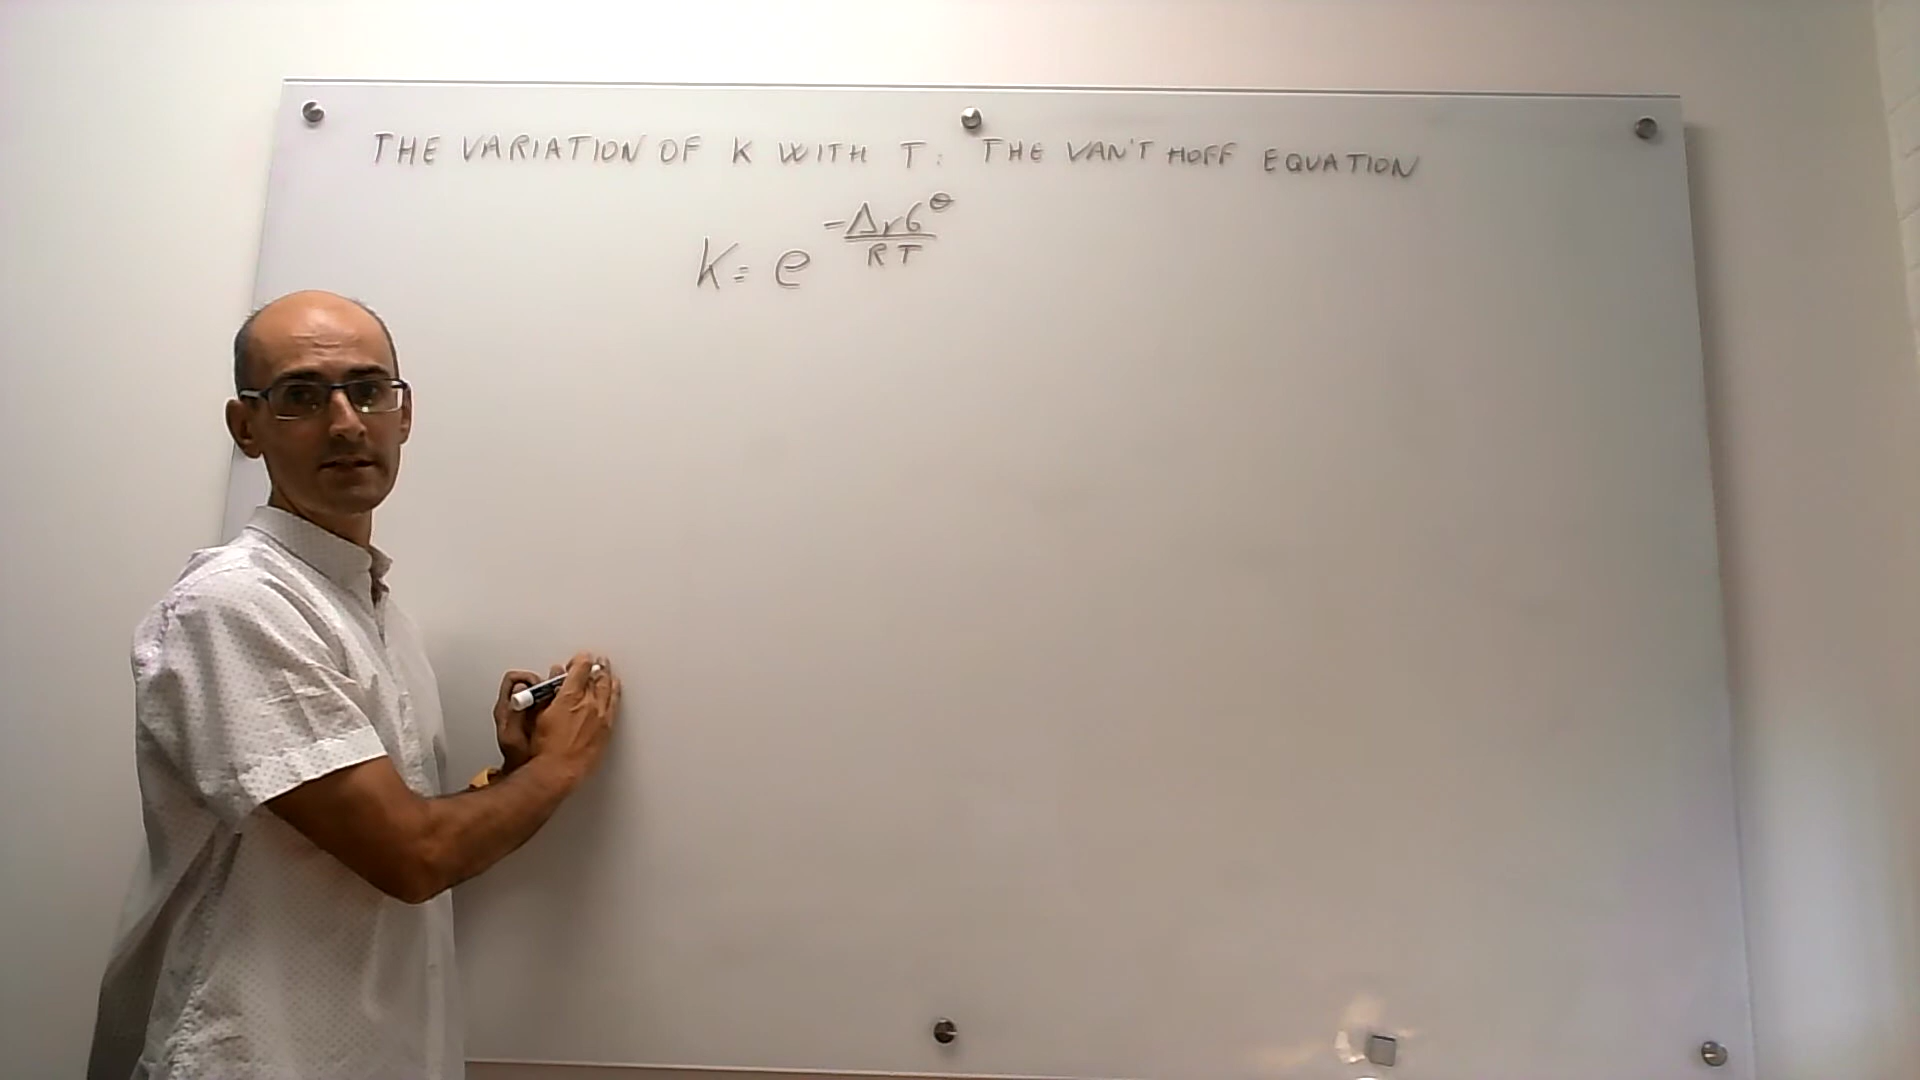 THE VARIATION OF K WITH T: THE VAN'T HOFF EQUATION
K = e^(-ΔrG^⊖/RT)